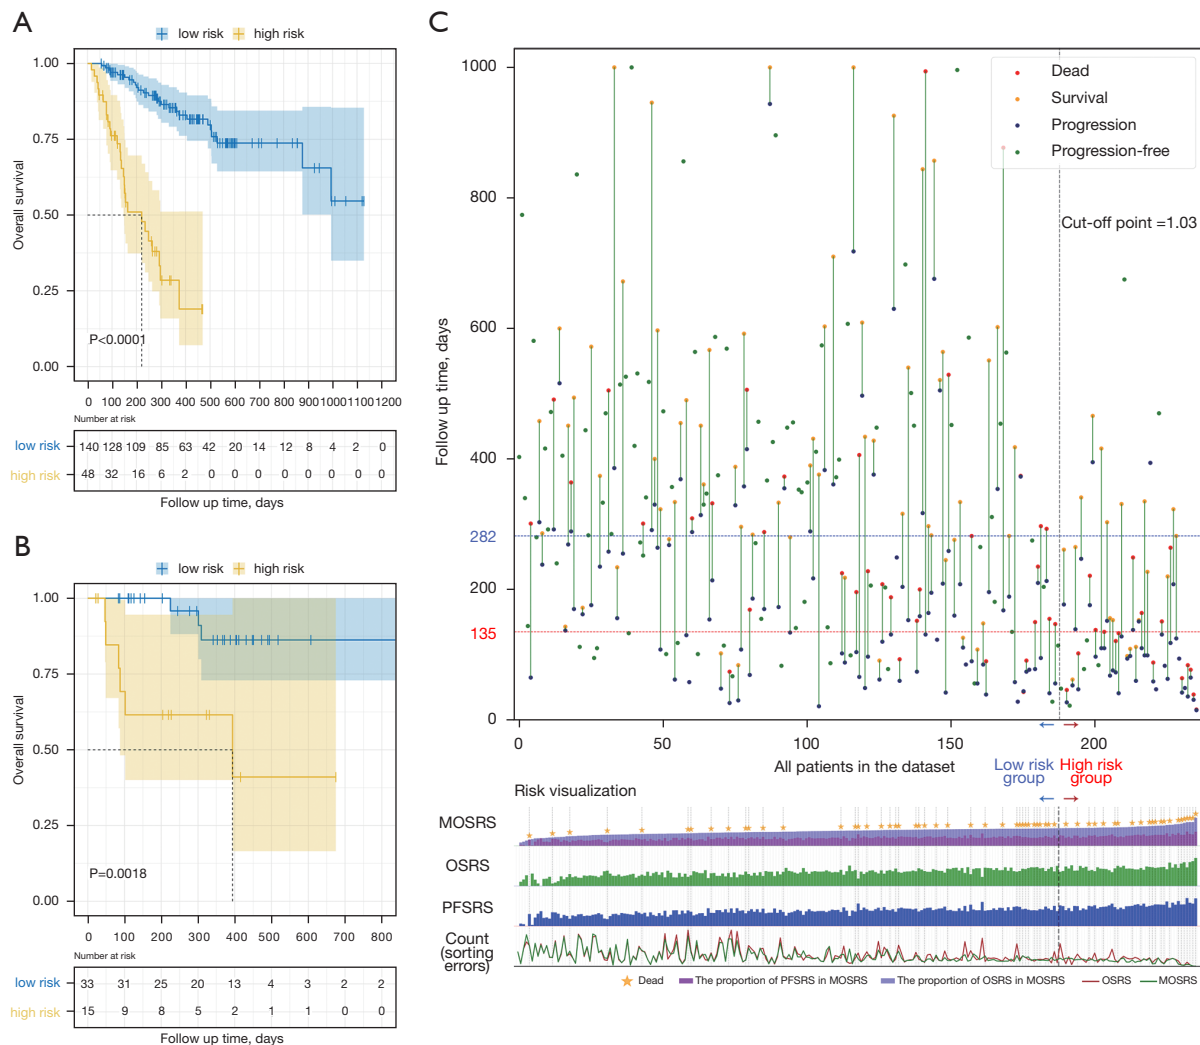 A
low risk high risk
1.00
0.75
0.50
0.25
0.00
Overall survival
P<0.0001
0 100 200 300 400 500 600 700 800 900 1000 1100 1200
Number at risk
low risk 140 128 109 85 63 42 20 14 12 8 4 2 0
high risk 48 32 16 6 2 0 0 0 0 0 0 0 0
Follow up time, days
B
low risk high risk
1.00
0.75
0.50
0.25
0.00
Overall survival
P=0.0018
0 100 200 300 400 500 600 700 800
Number at risk
low risk 33 31 25 20 13 4 3 2 2
high risk 15 9 8 5 2 1 1 0 0
Follow up time, days
C
1000
800
600
400
282
200
135
0
Follow up time, days
Dead
Survival
Progression
Progression-free
Cut-off point =1.03
0 50 100 150 200
All patients in the dataset
Low risk group
High risk group
Risk visualization
MOSRS
OSRS
PFSRS
Count
(sorting
errors)
Dead The proportion of PFSRS in MOSRS The proportion of OSRS in MOSRS OSRS MOSRS